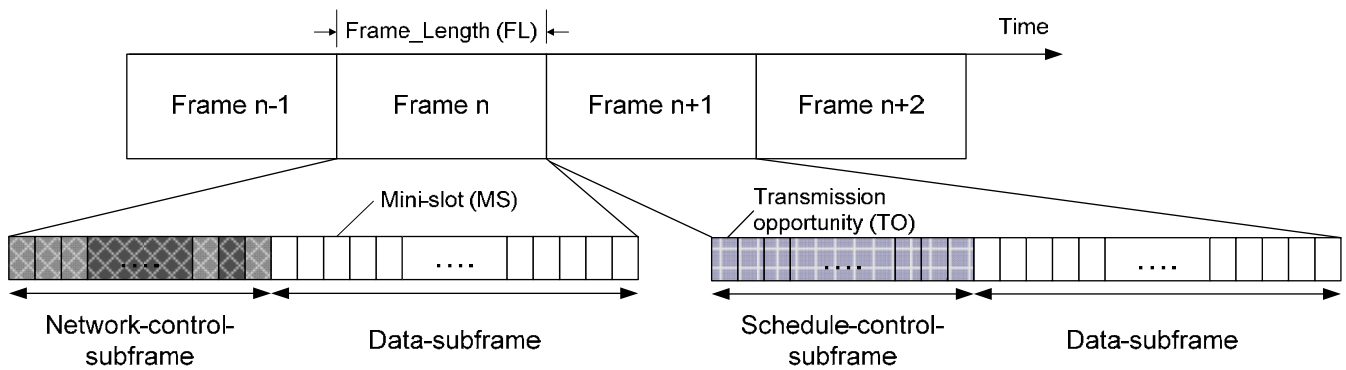 Frame_Length (FL)
Time
Frame n-1
Frame n
Frame n+1
Frame n+2
Mini-slot (MS)
Transmission
opportunity (TO)
....
....
....
....
Network-control-
subframe
Data-subframe
Schedule-control-
subframe
Data-subframe